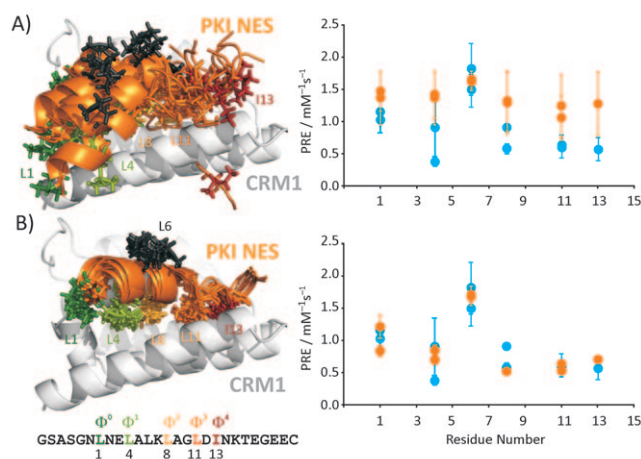 A)
PKI NES
I13
L8
L11
L1
L4
CRM1
PRE / mM⁻¹s⁻¹
2.5
2.0
1.5
1.0
0.5
0.0
1 3 5 7 9 11 13 15
B)
L6
PKI NES
L1
L4
L8
L11
I13
CRM1
PRE / mM⁻¹s⁻¹
2.5
2.0
1.5
1.0
0.5
0.0
1 3 5 7 9 11 13 15
Residue Number
Φ⁰ Φ¹ Φ² Φ³ Φ⁴
GSASGNLNELALKLAGLDINKTEGEEC
1 4 8 11 13